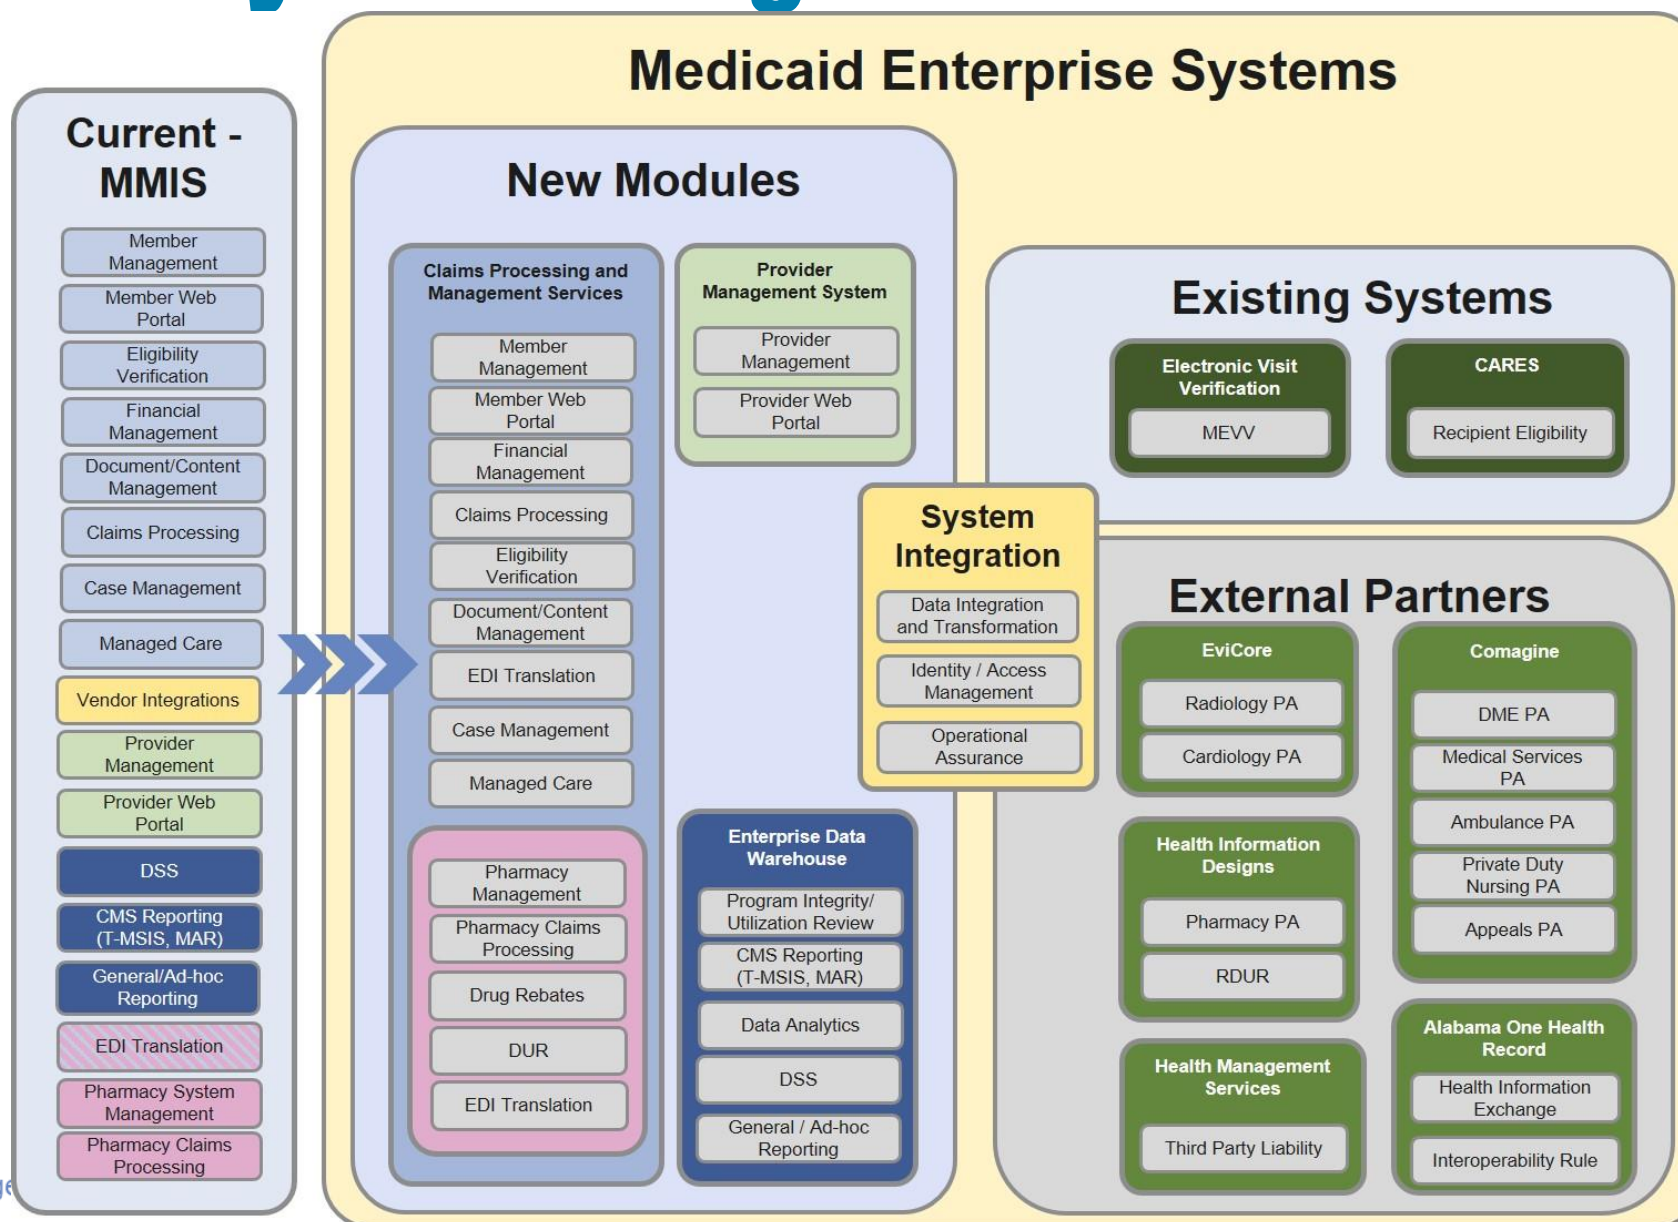 Medicaid Enterprise Systems
Current -
MMIS
Member
Management
Member Web
Portal
Eligibility
Verification
Financial
Management
Document/Content
Management
Claims Processing
Case Management
Managed Care
Vendor Integrations
Provider
Management
Provider Web
Portal
DSS
CMS Reporting
(T-MSIS, MAR)
General/Ad-hoc
Reporting
EDI Translation
Pharmacy System
Management
Pharmacy Claims
Processing
New Modules
Claims Processing and
Management Services
Member
Management
Member Web
Portal
Financial
Management
Claims Processing
Eligibility
Verification
Document/Content
Management
EDI Translation
Case Management
Managed Care
Pharmacy
Management
Pharmacy Claims
Processing
Drug Rebates
DUR
EDI Translation
Provider
Management System
Provider
Management
Provider Web
Portal
Enterprise Data
Warehouse
Program Integrity/
Utilization Review
CMS Reporting
(T-MSIS, MAR)
Data Analytics
DSS
General / Ad-hoc
Reporting
System
Integration
Data Integration
and Transformation
Identity / Access
Management
Operational
Assurance
Existing Systems
Electronic Visit
Verification
MEVV
CARES
Recipient Eligibility
External Partners
EviCore
Radiology PA
Cardiology PA
Health Information
Designs
Pharmacy PA
RDUR
Health Management
Services
Third Party Liability
Comagine
DME PA
Medical Services
PA
Ambulance PA
Private Duty
Nursing PA
Appeals PA
Alabama One Health
Record
Health Information
Exchange
Interoperability Rule